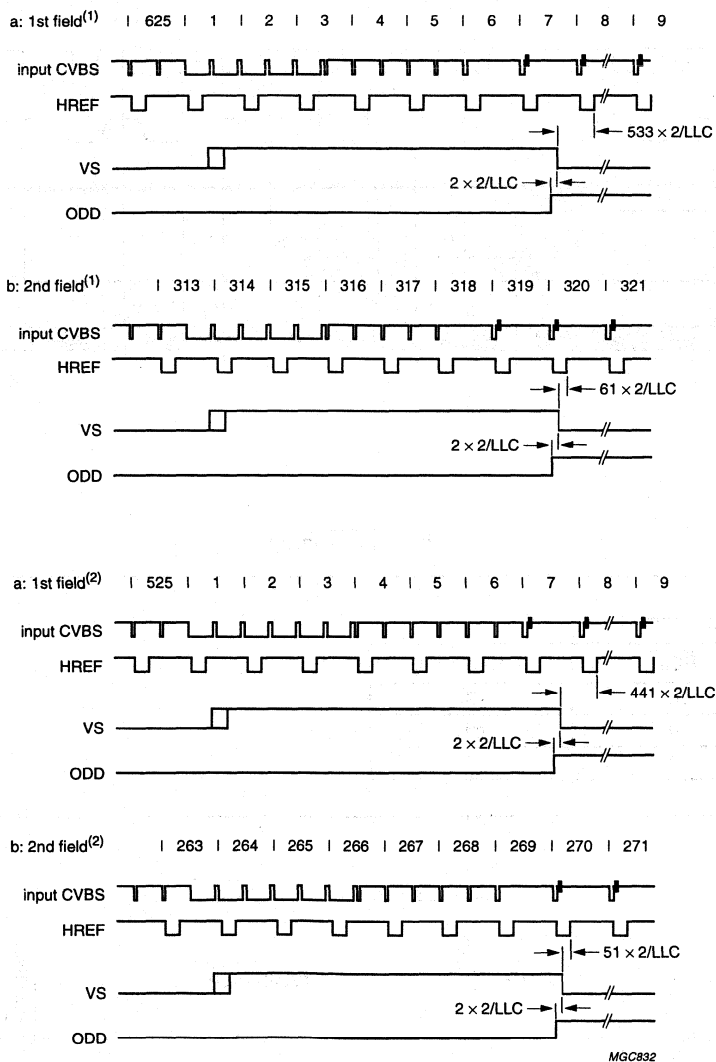 a: 1st field(1) | 625 | 1 | 2 | 3 | 4 | 5 | 6 | 7 | 8 | 9
input CVBS
HREF
533 × 2/LLC
VS
2 × 2/LLC
ODD
b: 2nd field(1) | 313 | 314 | 315 | 316 | 317 | 318 | 319 | 320 | 321
input CVBS
HREF
61 × 2/LLC
VS
2 × 2/LLC
ODD
a: 1st field(2) | 525 | 1 | 2 | 3 | 4 | 5 | 6 | 7 | 8 | 9
input CVBS
HREF
441 × 2/LLC
VS
2 × 2/LLC
ODD
b: 2nd field(2) | 263 | 264 | 265 | 266 | 267 | 268 | 269 | 270 | 271
input CVBS
HREF
51 × 2/LLC
VS
2 × 2/LLC
ODD
MGC832